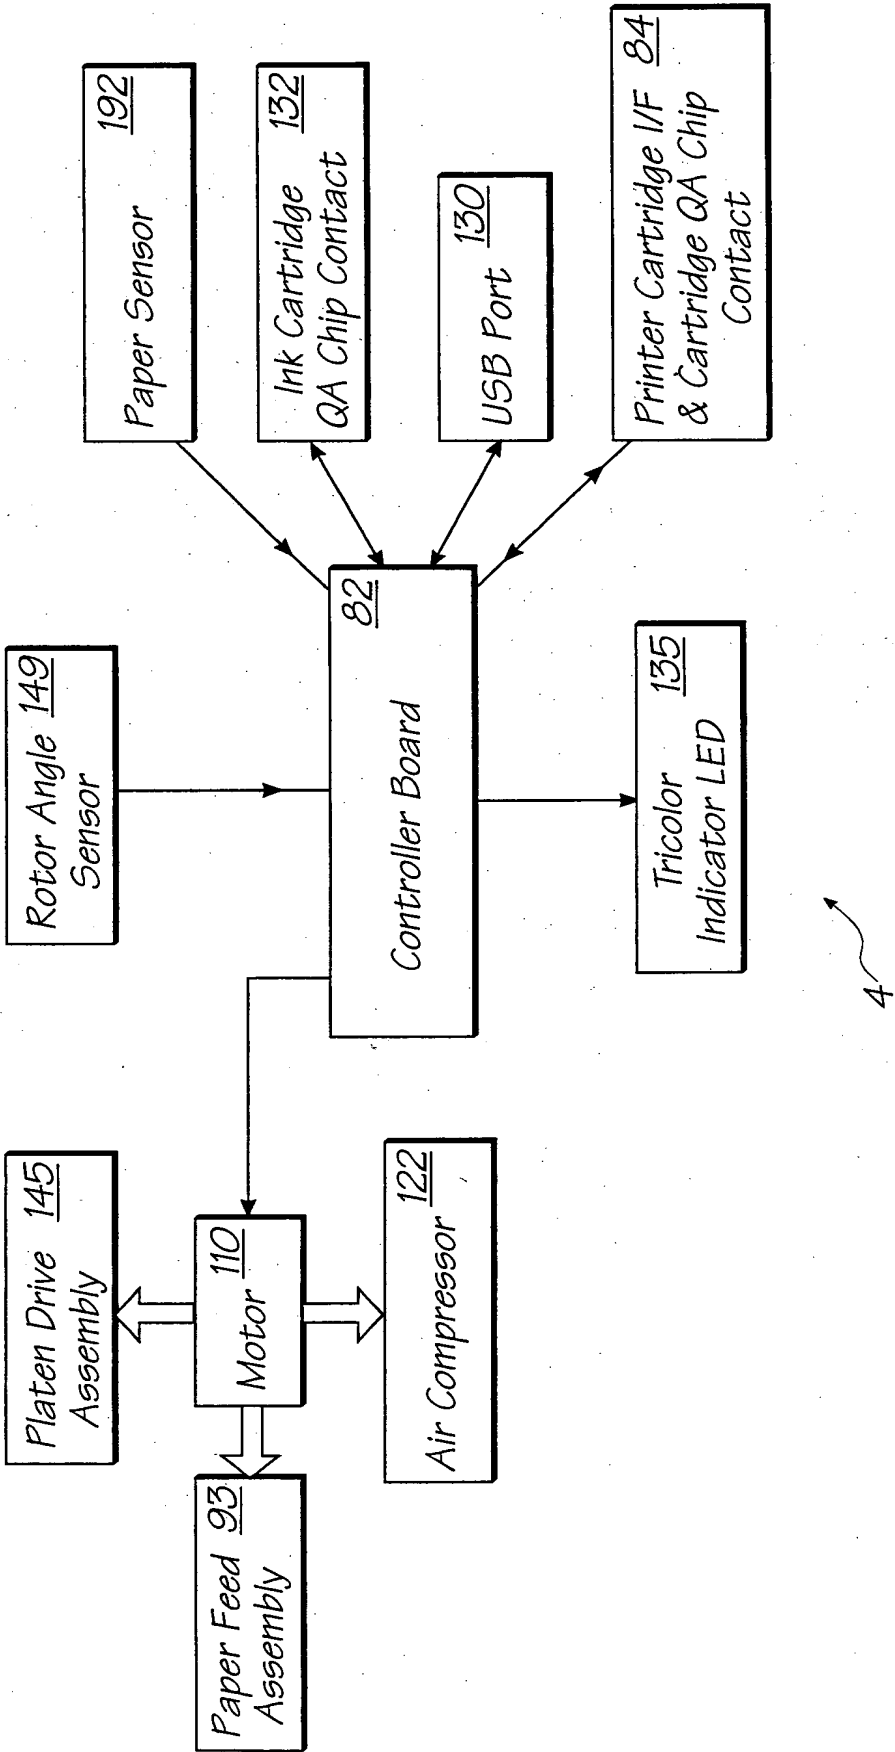 Platen Drive 145
Assembly
Rotor Angle 149
Sensor
Paper Sensor
192
Paper Feed 93
Assembly
110
Motor
Ink Cartridge
132
QA Chip Contact
82
Controller Board
122
Air Compressor
130
USB Port
Tricolor
135
Indicator LED
Printer Cartridge I/F 84
& Cartridge QA Chip
Contact
4